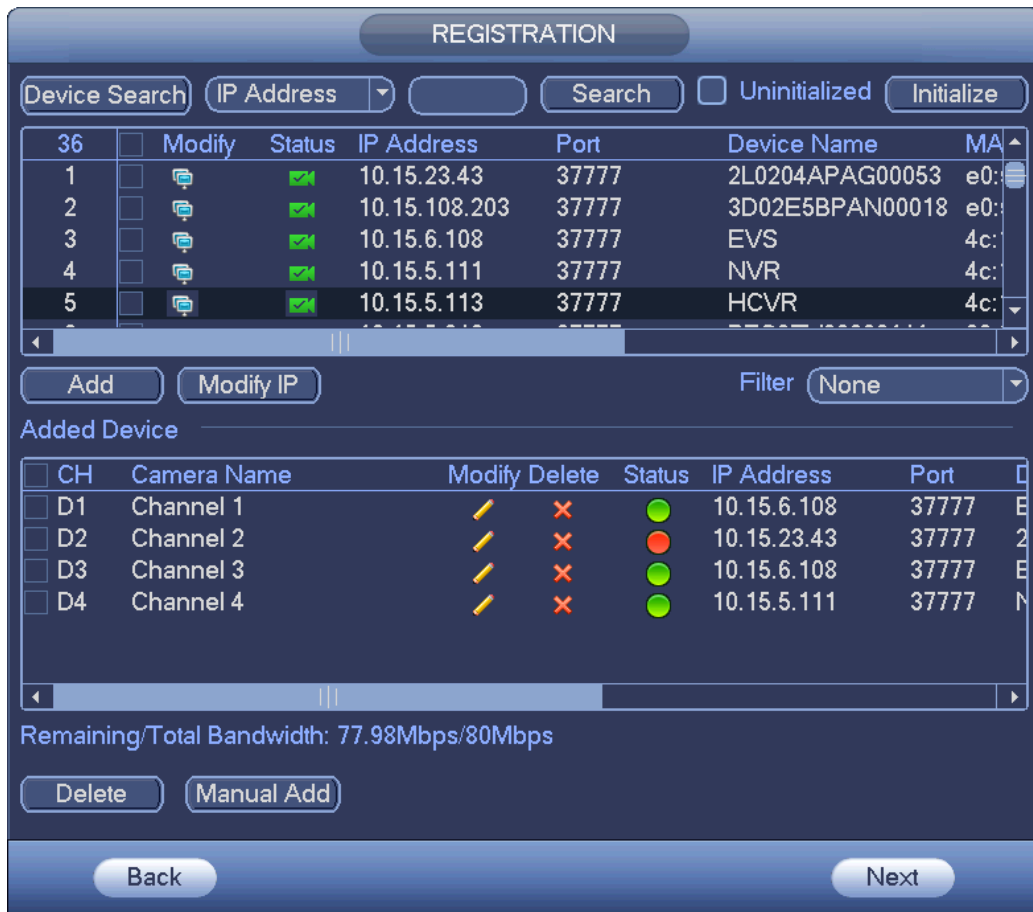 REGISTRATION
Device Search IP Address Search Uninitialized Initialize
36 Modify Status IP Address Port Device Name MA
1 10.15.23.43 37777 2L0204APAG00053 e0:
2 10.15.108.203 37777 3D02E5BPAN00018 e0:
3 10.15.6.108 37777 EVS 4c:
4 10.15.5.111 37777 NVR 4c:
5 10.15.5.113 37777 HCVR 4c:
Add Modify IP Filter None
Added Device
CH Camera Name Modify Delete Status IP Address Port D
D1 Channel 1 10.15.6.108 37777 E
D2 Channel 2 10.15.23.43 37777 2
D3 Channel 3 10.15.6.108 37777 E
D4 Channel 4 10.15.5.111 37777 N
Remaining/Total Bandwidth: 77.98Mbps/80Mbps
Delete Manual Add
Back Next